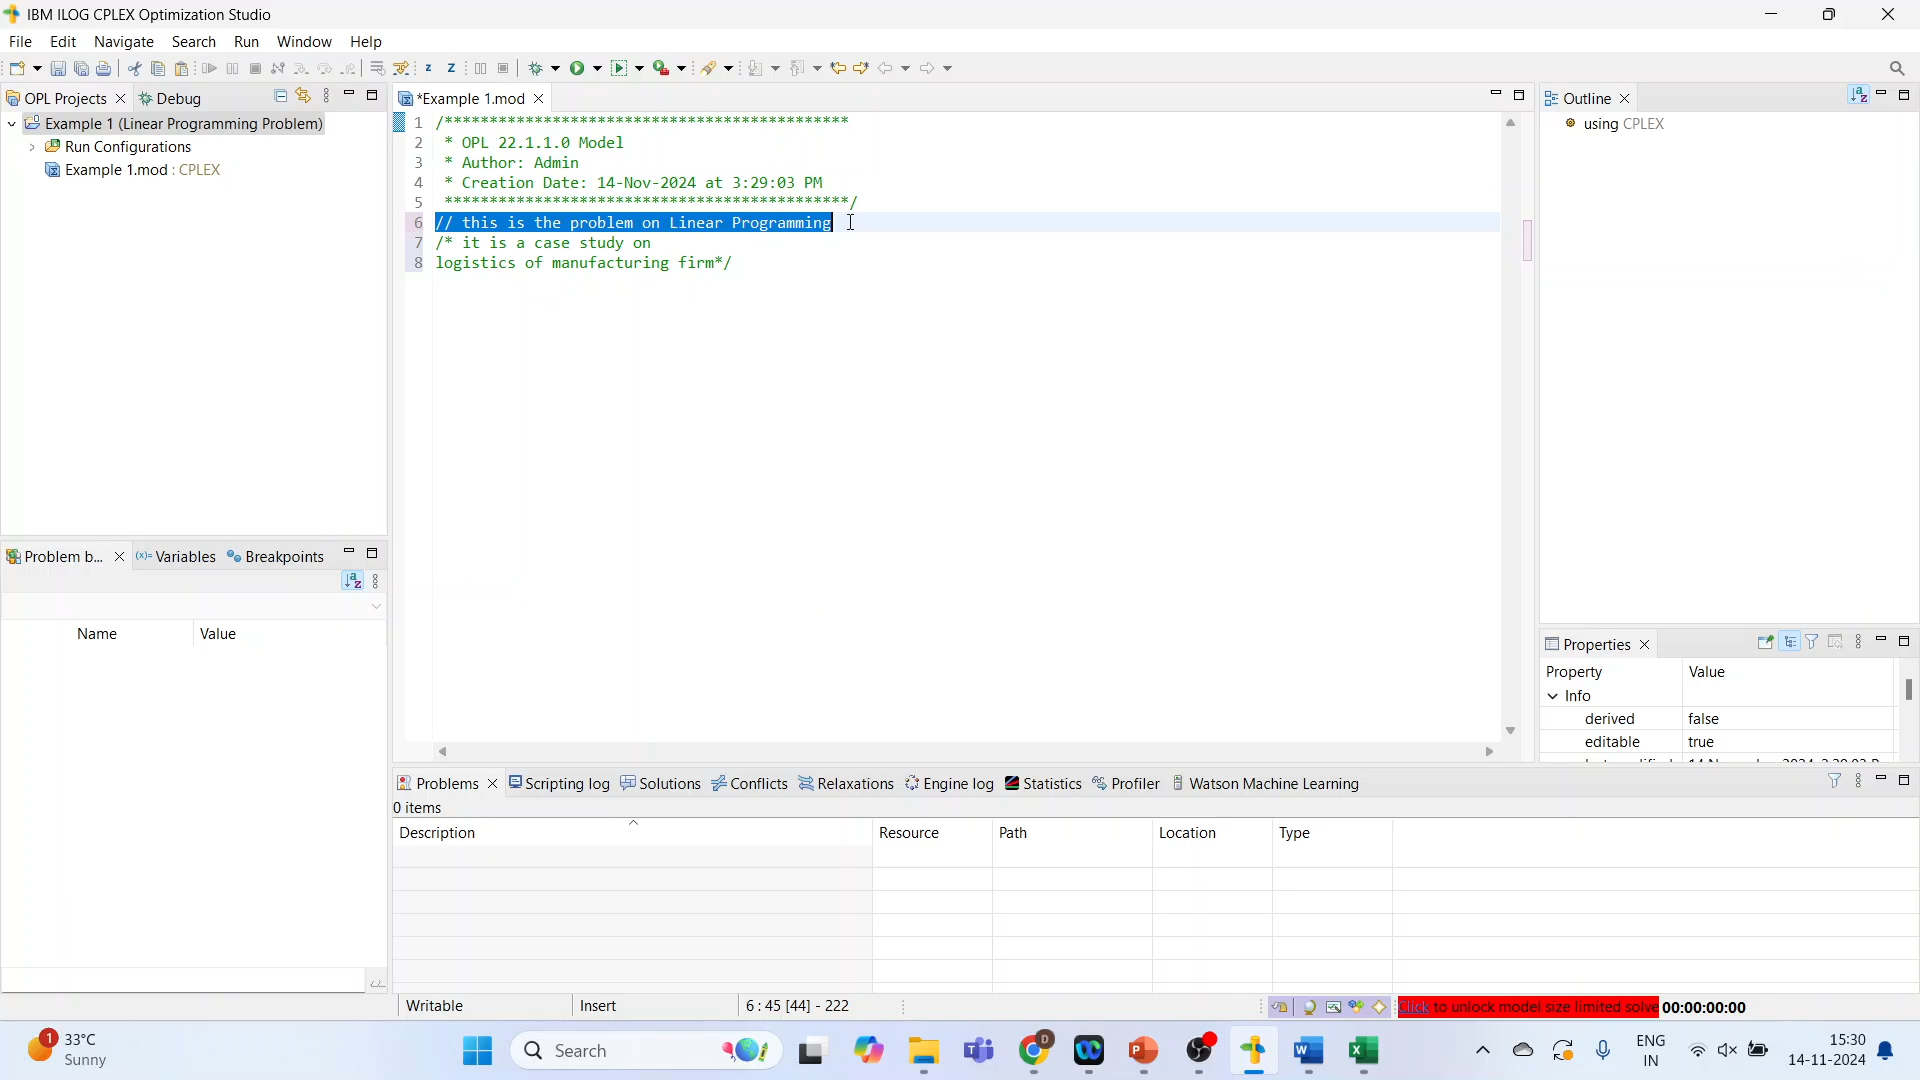 IBM ILOG CPLEX Optimization Studio
File Edit Navigate Search Run Window Help
OPL Projects Debug
*Example 1.mod
Outline
Example 1 (Linear Programming Problem)
Run Configurations
Example 1.mod : CPLEX
1 /*********************************************
2 * OPL 22.1.1.0 Model
3 * Author: Admin
4 * Creation Date: 14-Nov-2024 at 3:29:03 PM
5 *********************************************/
6 // this is the problem on Linear Programming
7 /* it is a case study on
8 logistics of manufacturing firm*/
using CPLEX
Problem b... Variables Breakpoints
Name Value
Properties
Property Value
Info
derived false
editable true
Problems Scripting log Solutions Conflicts Relaxations Engine log Statistics Profiler Watson Machine Learning
0 items
Description Resource Path Location Type
Writable Insert 6 : 45 [44] - 222
Click to unlock model size limited solve 00:00:00:00
1 33°C
Sunny
Search
ENG
IN
15:30
14-11-2024